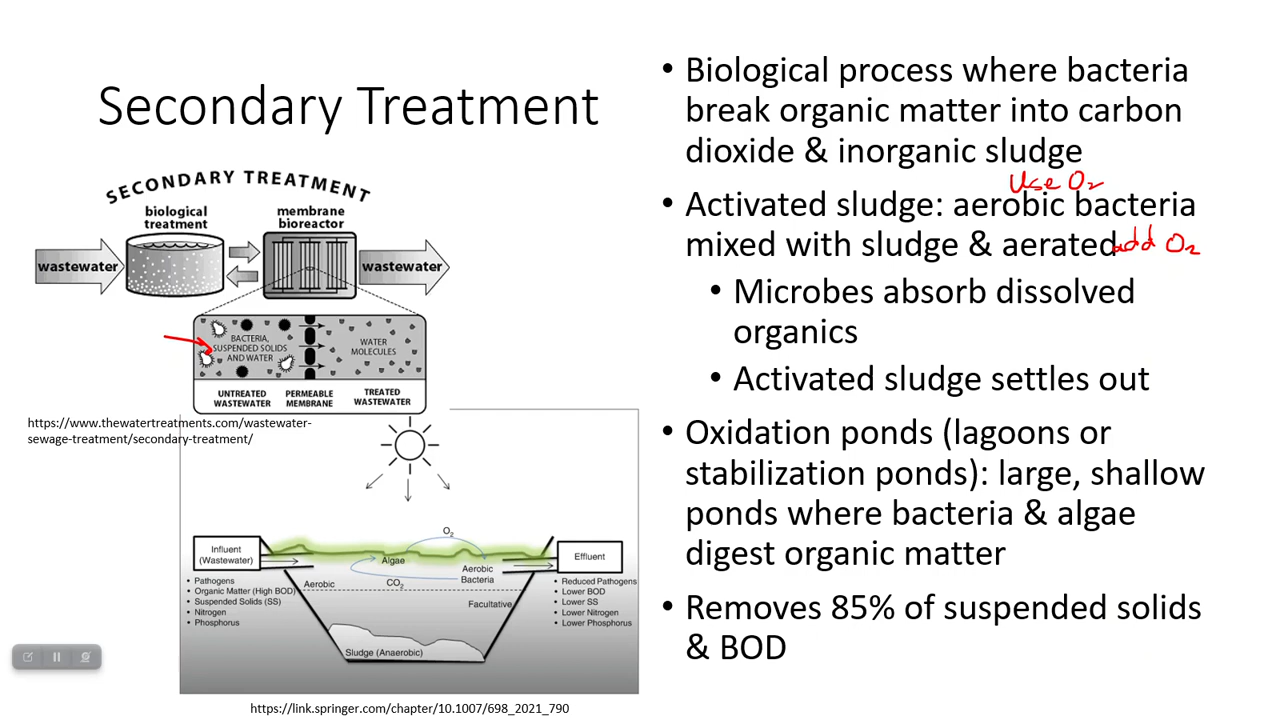 Secondary Treatment
SECONDARY TREATMENT
biological
treatment
membrane
bioreactor
wastewater
wastewater
BACTERIA,
SUSPENDED SOLIDS
AND WATER
WATER
MOLECULES
UNTREATED
WASTEWATER
PERMEABLE
MEMBRANE
TREATED
WASTEWATER
https://www.thewatertreatments.com/wastewater-
sewage-treatment/secondary-treatment/
O2
Influent
(Wastewater)
Algae
Effluent
Aerobic
Bacteria
Aerobic
CO2
Facultative
• Pathogens
• Organic Matter (High BOD)
• Suspended Solids (SS)
• Nitrogen
• Phosphorus
• Reduced Pathogens
• Lower BOD
• Lower SS
• Lower Nitrogen
• Lower Phosphorus
Sludge (Anaerobic)
https://link.springer.com/chapter/10.1007/698_2021_790
• Biological process where bacteria
break organic matter into carbon
dioxide & inorganic sludge
Use O2
• Activated sludge: aerobic bacteria
mixed with sludge & aerated
add O2
• Microbes absorb dissolved
organics
• Activated sludge settles out
• Oxidation ponds (lagoons or
stabilization ponds): large, shallow
ponds where bacteria & algae
digest organic matter
• Removes 85% of suspended solids
& BOD